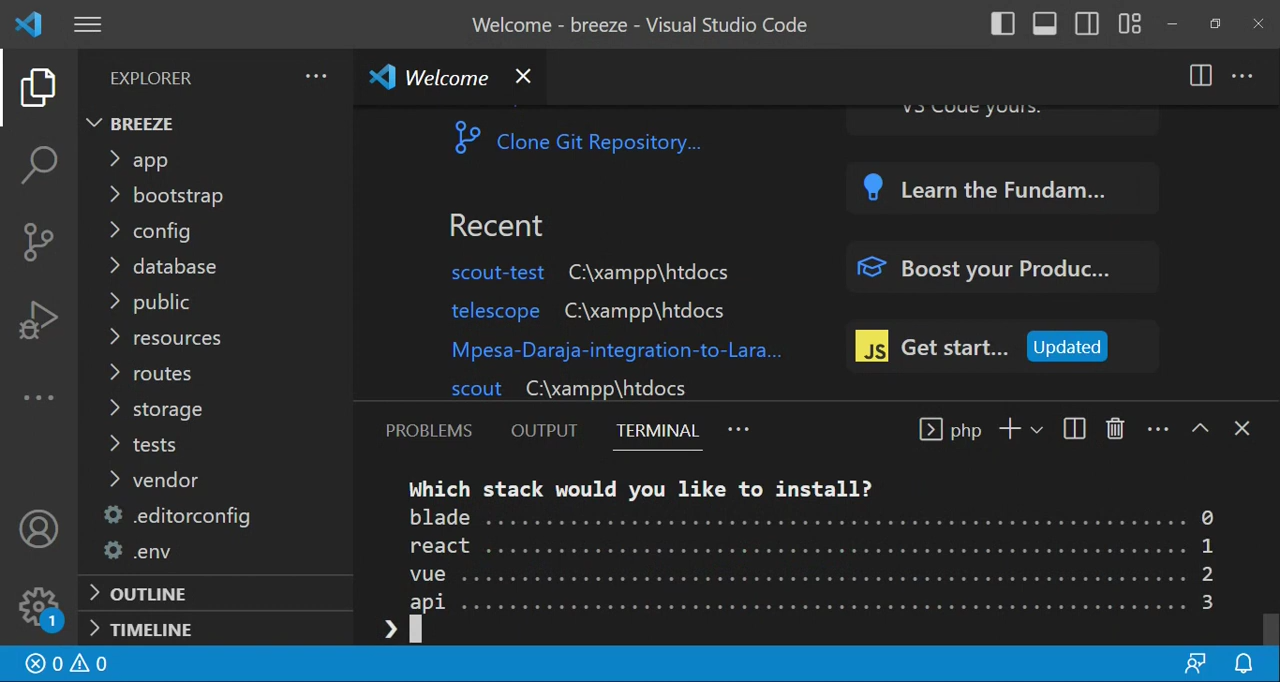 Welcome - breeze - Visual Studio Code
EXPLORER
BREEZE
app
bootstrap
config
database
public
resources
routes
storage
tests
vendor
.editorconfig
.env
OUTLINE
TIMELINE
Welcome
Clone Git Repository...
Recent
scout-test C:\xampp\htdocs
telescope C:\xampp\htdocs
Mpesa-Daraja-integration-to-Lara...
scout C:\xampp\htdocs
VS Code yours.
Learn the Fundam...
Boost your Produc...
JS Get start... Updated
PROBLEMS OUTPUT TERMINAL php
Which stack would you like to install?
blade .......................................................... 0
react .......................................................... 1
vue ............................................................ 2
api ............................................................ 3
❯
1
0 0